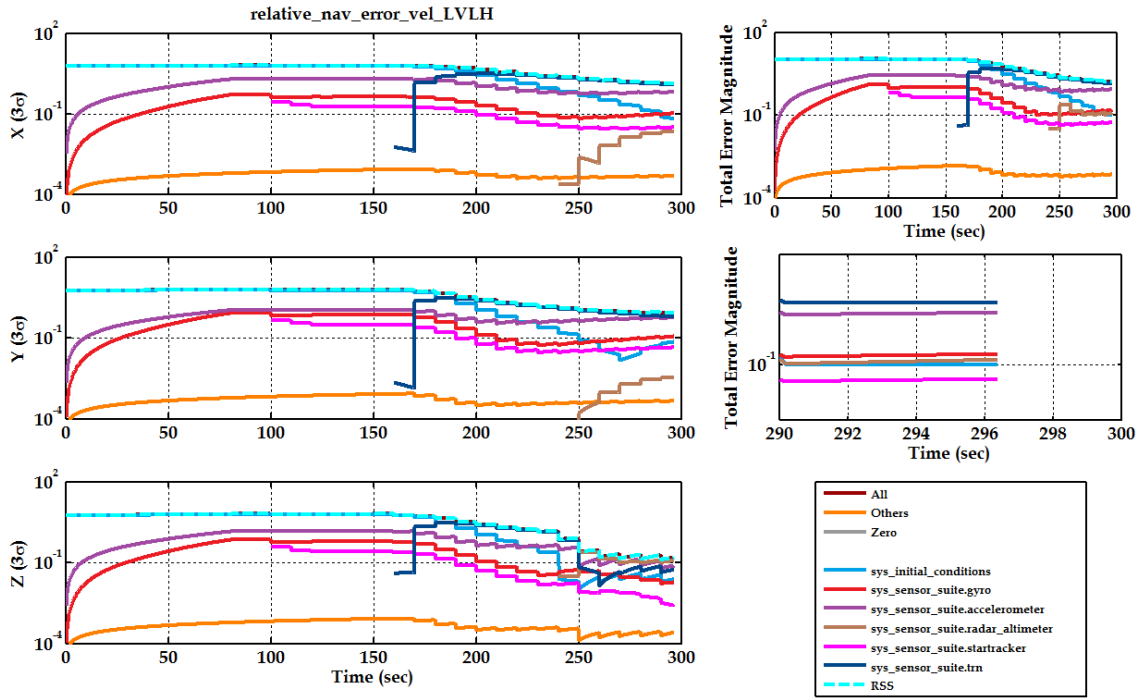 relative_nav_error_vel_LVLH
X (3σ)
10^2
10^-1
10^-4
0 50 100 150 200 250 300
Total Error Magnitude
10^2
10^-1
10^-4
0 50 100 150 200 250 300
Time (sec)
Y (3σ)
10^2
10^-1
10^-4
0 50 100 150 200 250 300
Total Error Magnitude
10^-1
290 292 294 296 298 300
Time (sec)
Z (3σ)
10^2
10^-1
10^-4
0 50 100 150 200 250 300
Time (sec)
All
Others
Zero
sys_initial_conditions
sys_sensor_suite.gyro
sys_sensor_suite.accelerometer
sys_sensor_suite.radar_altimeter
sys_sensor_suite.startracker
sys_sensor_suite.trn
RSS